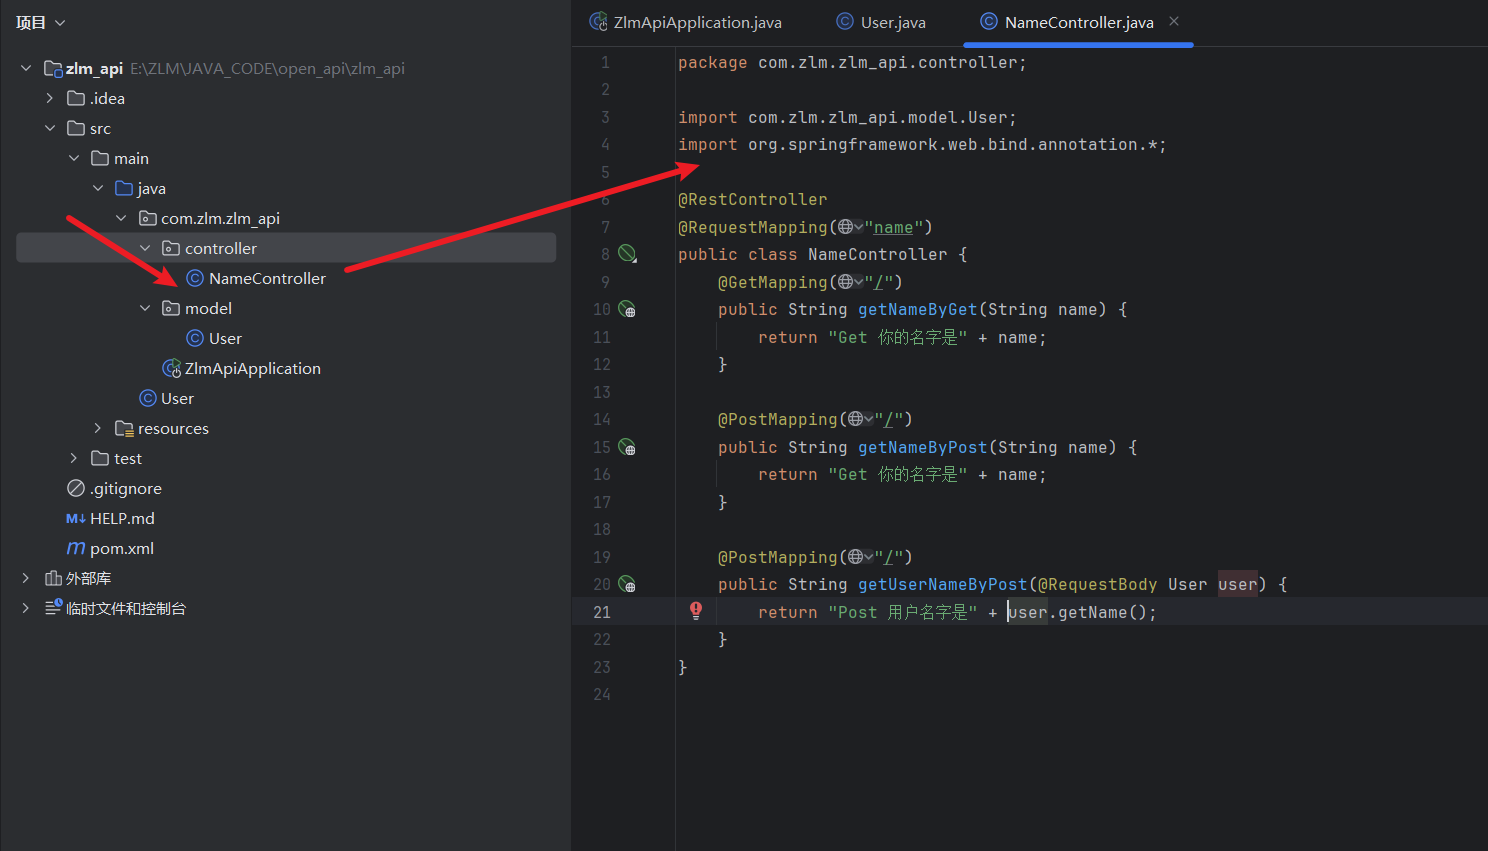 项目
zlm_api E:\ZLM\JAVA_CODE\open_api\zlm_api
.idea
src
main
java
com.zlm.zlm_api
controller
NameController
model
User
ZlmApiApplication
User
resources
test
.gitignore
M↓ HELP.md
m pom.xml
外部库
临时文件和控制台
ZlmApiApplication.java User.java NameController.java
1 package com.zlm.zlm_api.controller;
2
3 import com.zlm.zlm_api.model.User;
4 import org.springframework.web.bind.annotation.*;
5
6 @RestController
7 @RequestMapping("name")
8 public class NameController {
9 @GetMapping("/")
10 public String getNameByGet(String name) {
11 return "Get 你的名字是" + name;
12 }
13
14 @PostMapping("/")
15 public String getNameByPost(String name) {
16 return "Get 你的名字是" + name;
17 }
18
19 @PostMapping("/")
20 public String getUserNameByPost(@RequestBody User user) {
21 return "Post 用户名字是" + user.getName();
22 }
23 }
24